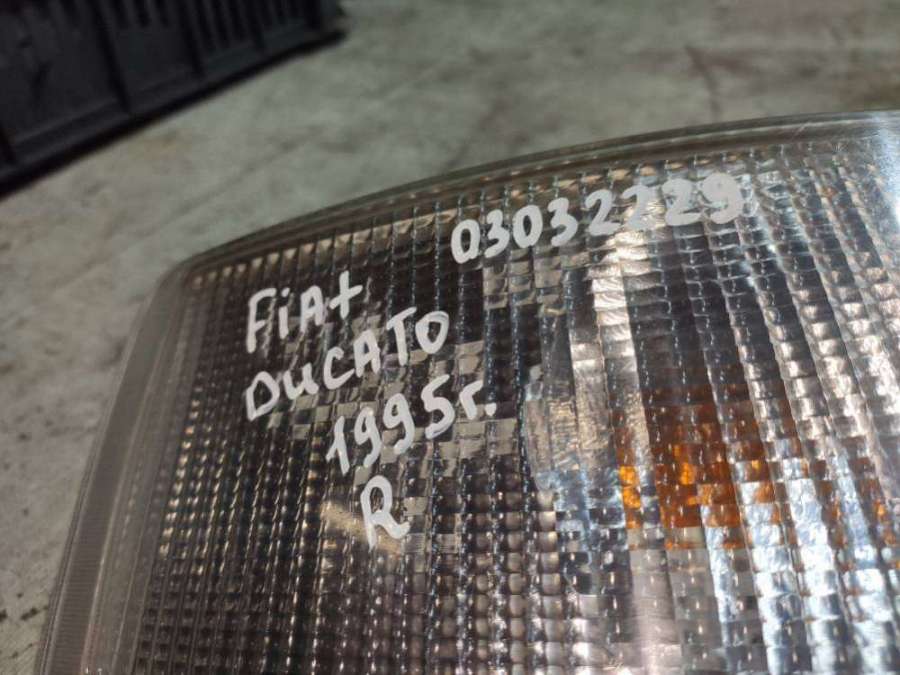 03032229
Fiat
DUCATO
1995г.
R